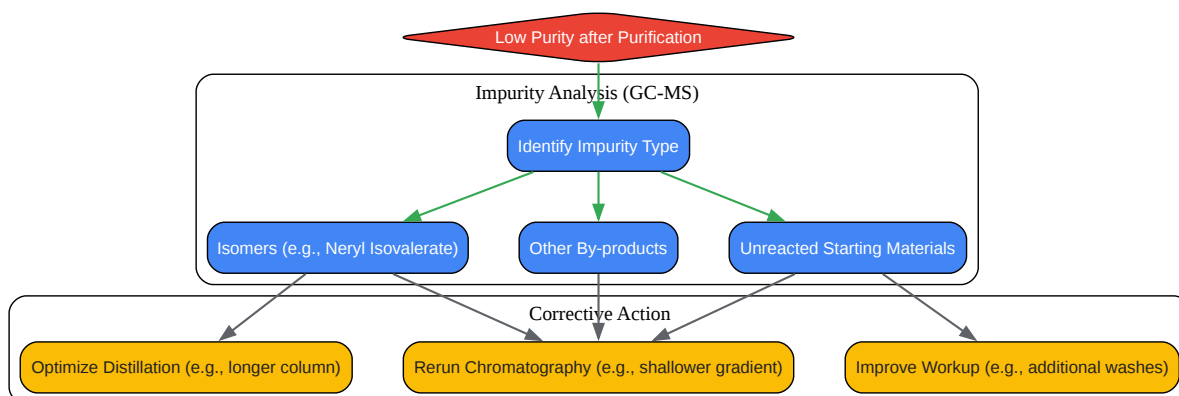 Low Purity after Purification
Impurity Analysis (GC-MS)
Identify Impurity Type
Isomers (e.g., Neryl Isovalerate)
Other By-products
Unreacted Starting Materials
Corrective Action
Optimize Distillation (e.g., longer column)
Rerun Chromatography (e.g., shallower gradient)
Improve Workup (e.g., additional washes)